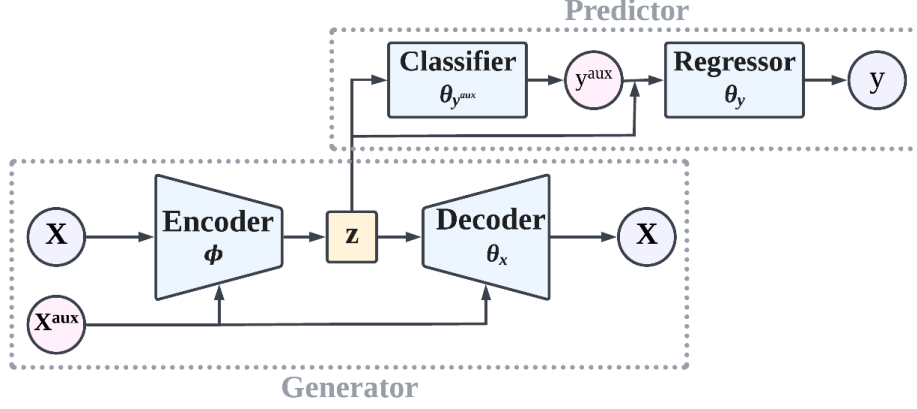 Predictor
Classifier
θ_{y^{aux}}
y^{aux}
Regressor
θ_y
y
X
Encoder
ϕ
z
Decoder
θ_x
X
X^{aux}
Generator